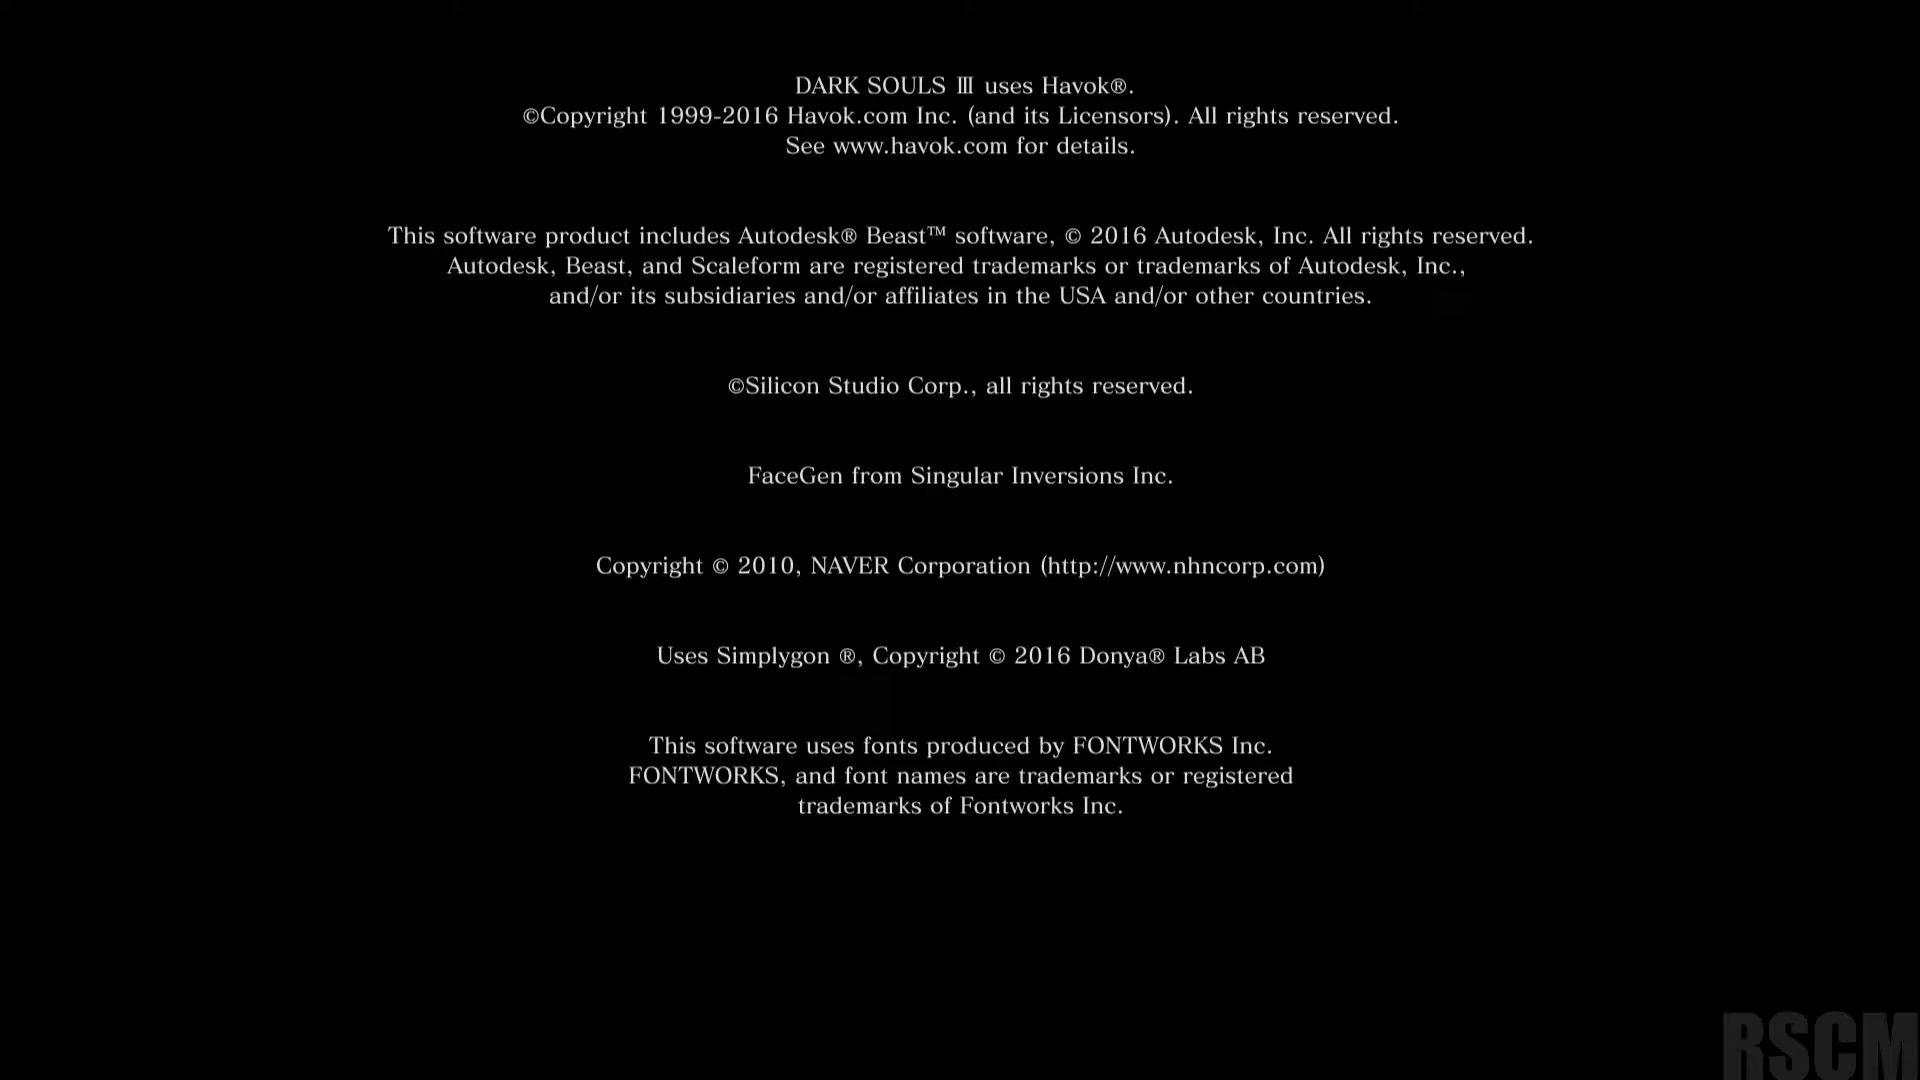 DARK SOULS Ⅲ uses Havok®.
©Copyright 1999-2016 Havok.com Inc. (and its Licensors). All rights reserved.
See www.havok.com for details.
This software product includes Autodesk® Beast™ software, © 2016 Autodesk, Inc. All rights reserved.
Autodesk, Beast, and Scaleform are registered trademarks or trademarks of Autodesk, Inc.,
and/or its subsidiaries and/or affiliates in the USA and/or other countries.
©Silicon Studio Corp., all rights reserved.
FaceGen from Singular Inversions Inc.
Copyright © 2010, NAVER Corporation (http://www.nhncorp.com)
Uses Simplygon ®, Copyright © 2016 Donya® Labs AB
This software uses fonts produced by FONTWORKS Inc.
FONTWORKS, and font names are trademarks or registered
trademarks of Fontworks Inc.
RSCM